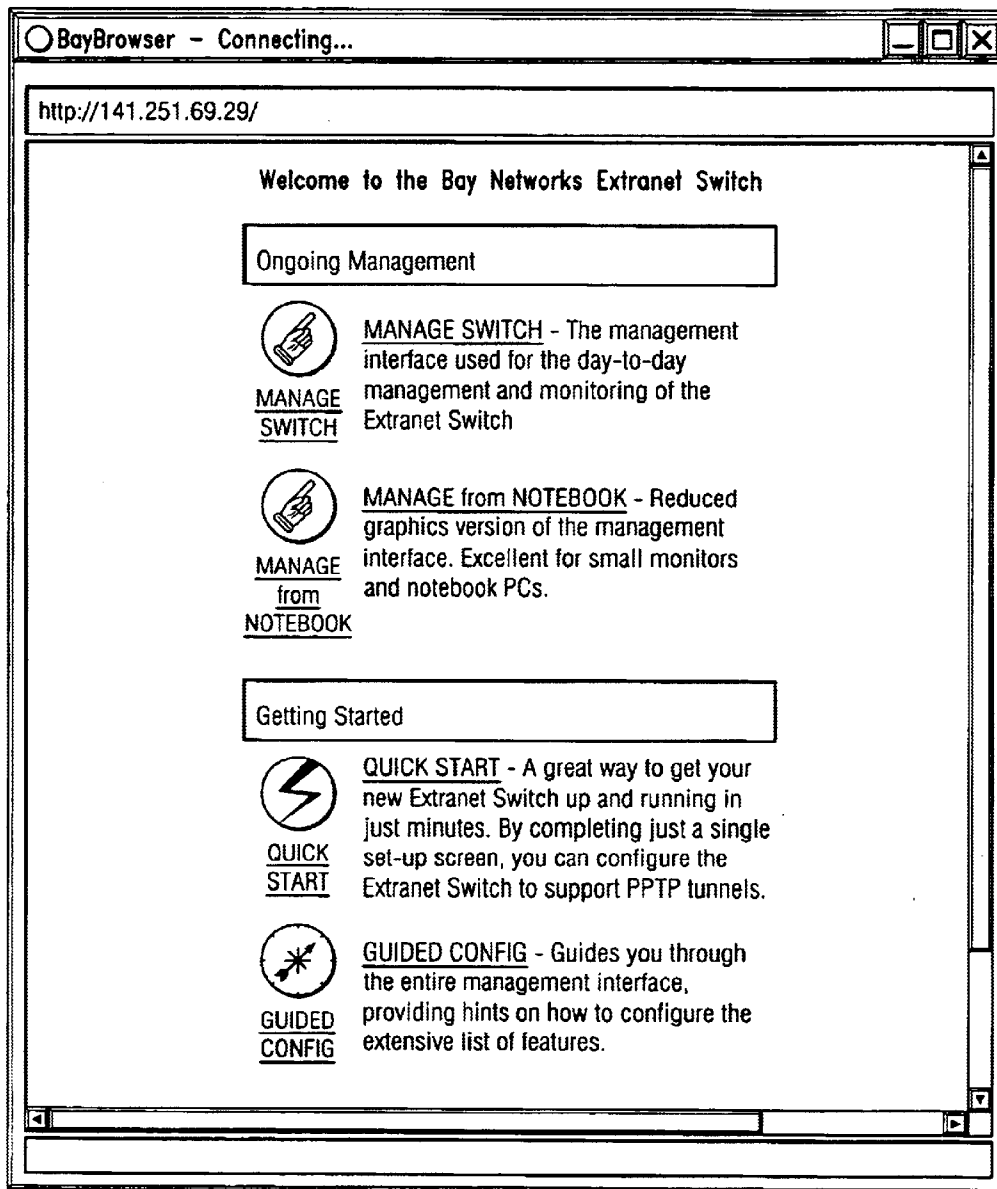 BayBrowser - Connecting...
http://141.251.69.29/
Welcome to the Bay Networks Extranet Switch
Ongoing Management
MANAGE
SWITCH
MANAGE SWITCH - The management
interface used for the day-to-day
management and monitoring of the
Extranet Switch
MANAGE
from
NOTEBOOK
MANAGE from NOTEBOOK - Reduced
graphics version of the management
interface. Excellent for small monitors
and notebook PCs.
Getting Started
QUICK
START
QUICK START - A great way to get your
new Extranet Switch up and running in
just minutes. By completing just a single
set-up screen, you can configure the
Extranet Switch to support PPTP tunnels.
GUIDED
CONFIG
GUIDED CONFIG - Guides you through
the entire management interface,
providing hints on how to configure the
extensive list of features.